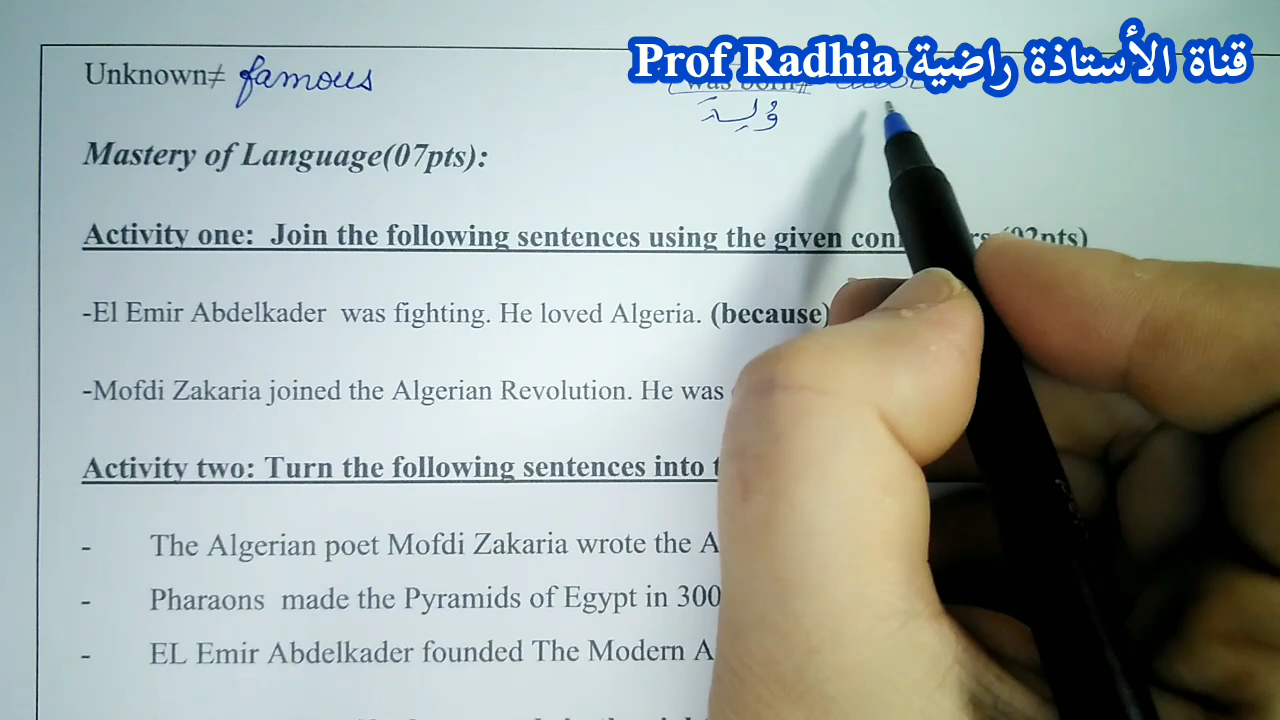 Prof Radhia قناة الأستاذة راضية
Unknown≠ famous was born≠
وُلِدَ
Mastery of Language(07pts):
Activity one: Join the following sentences using the given (02pts)
-El Emir Abdelkader was fighting. He loved Algeria. (because)
-Mofdi Zakaria joined the Algerian Revolution. He was
Activity two: Turn the following sentences into
- The Algerian poet Mofdi Zakaria wrote the
- Pharaons made the Pyramids of Egypt in
- EL Emir Abdelkader founded The Modern